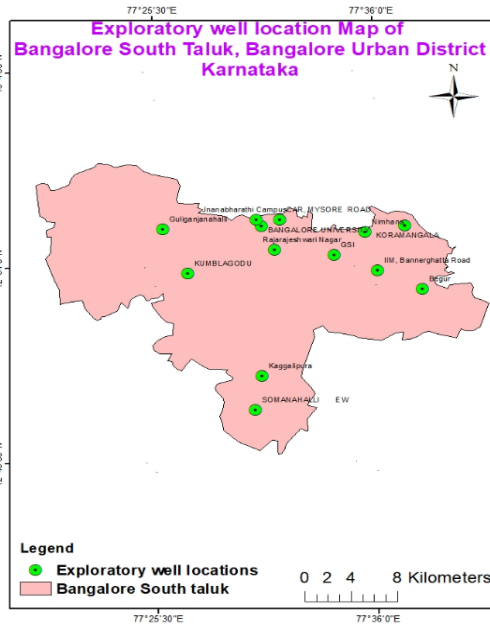 77°25'30"E
77°36'0"E
Exploratory well location Map of
Bangalore South Taluk, Bangalore Urban District
Karnataka
N
Jnanabharathi Campus
CAR, MYSORE ROAD
Guliganjanahalli
Nimhans
BANGALORE UNIVERSITY
KORAMANGALA
Rajarajeshwari Nagar
GSI
KUMBLAGODU
IIM, Bannerghatta Road
Begur
Kaggalipura
SOMANAHALLI EW
Legend
Exploratory well locations
Bangalore South taluk
0 2 4 8 Kilometers
77°25'30"E
77°36'0"E